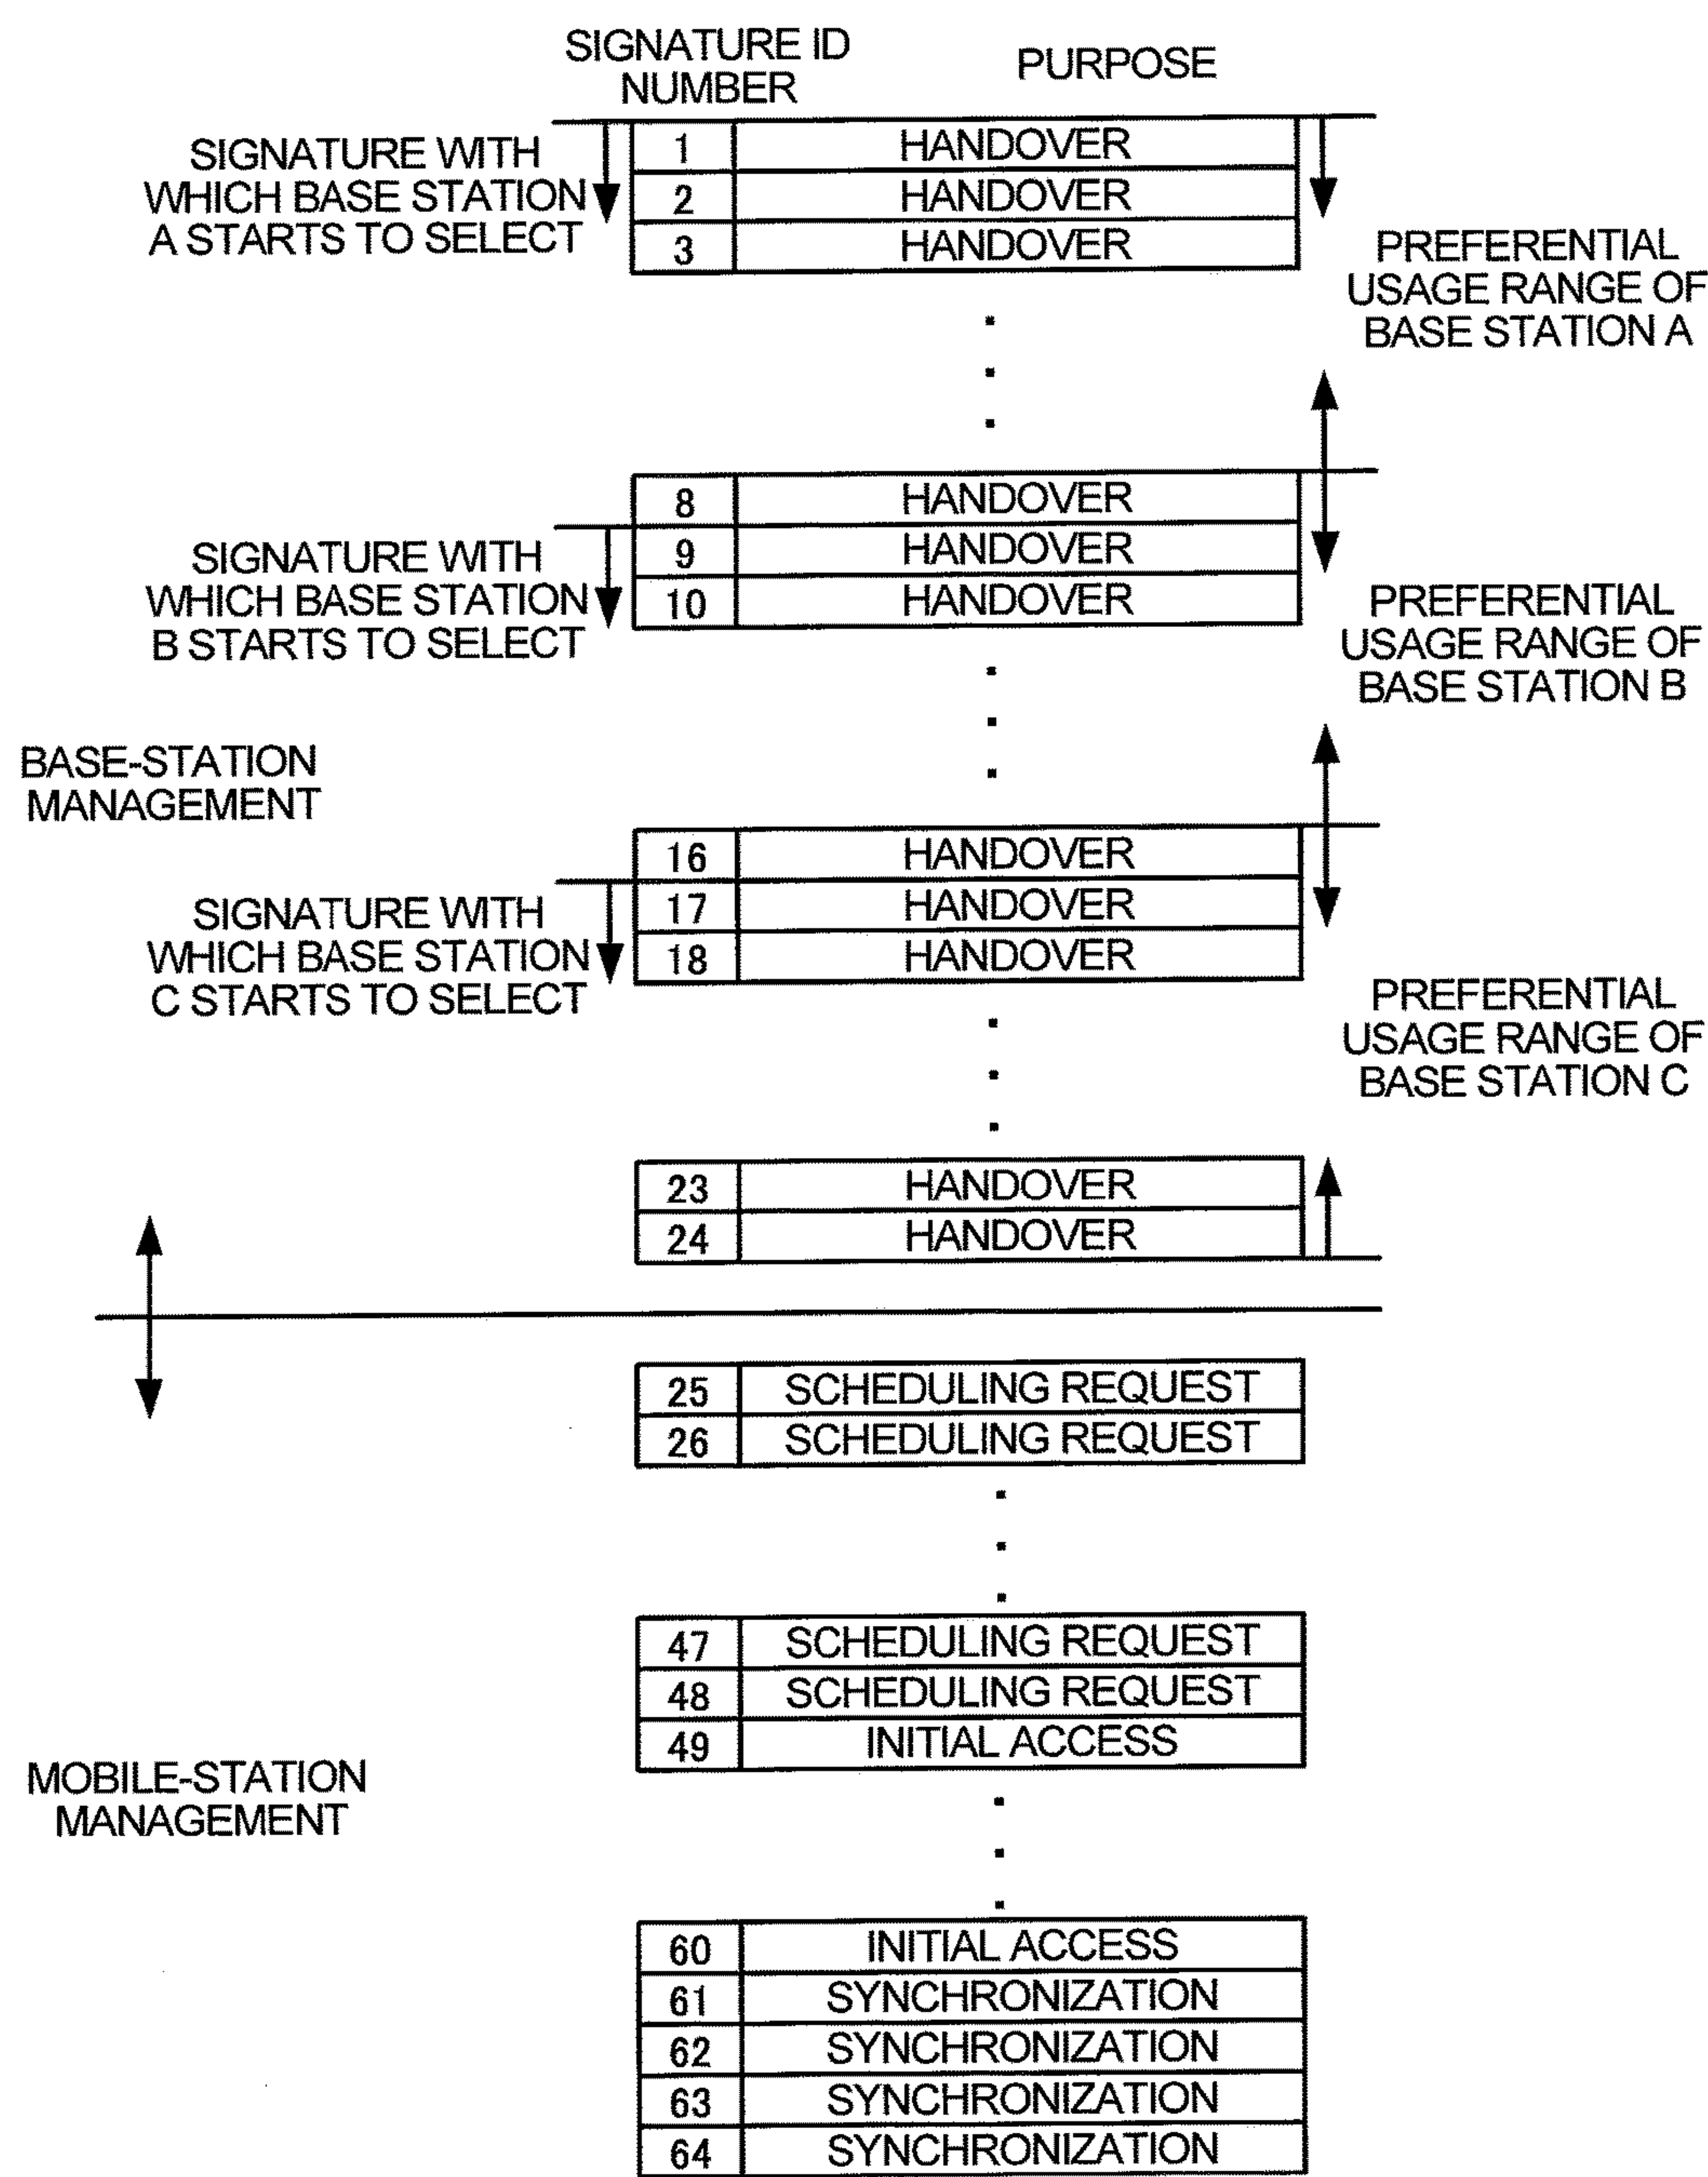 SIGNATURE ID
NUMBER
PURPOSE
SIGNATURE WITH
WHICH BASE STATION
A STARTS TO SELECT
1 HANDOVER
2 HANDOVER
3 HANDOVER
PREFERENTIAL
USAGE RANGE OF
BASE STATION A
8 HANDOVER
9 HANDOVER
10 HANDOVER
SIGNATURE WITH
WHICH BASE STATION
B STARTS TO SELECT
PREFERENTIAL
USAGE RANGE OF
BASE STATION B
BASE-STATION
MANAGEMENT
16 HANDOVER
17 HANDOVER
18 HANDOVER
SIGNATURE WITH
WHICH BASE STATION
C STARTS TO SELECT
PREFERENTIAL
USAGE RANGE OF
BASE STATION C
23 HANDOVER
24 HANDOVER
25 SCHEDULING REQUEST
26 SCHEDULING REQUEST
47 SCHEDULING REQUEST
48 SCHEDULING REQUEST
49 INITIAL ACCESS
MOBILE-STATION
MANAGEMENT
60 INITIAL ACCESS
61 SYNCHRONIZATION
62 SYNCHRONIZATION
63 SYNCHRONIZATION
64 SYNCHRONIZATION